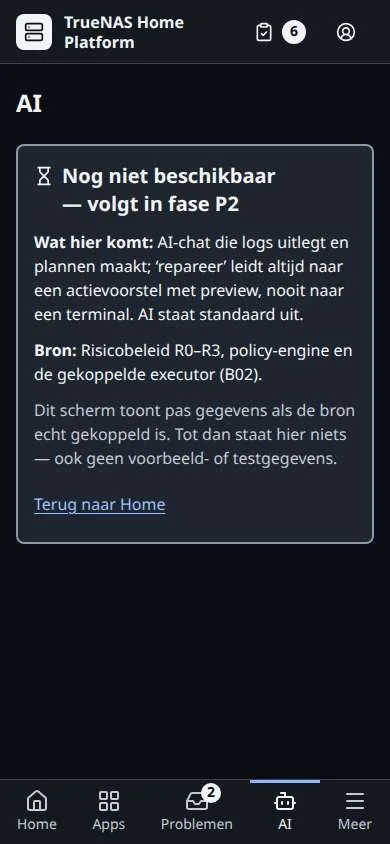 TrueNAS Home
Platform
6
AI
Nog niet beschikbaar
— volgt in fase P2
Wat hier komt: AI-chat die logs uitlegt en
plannen maakt; ‘repareer’ leidt altijd naar
een actievoorstel met preview, nooit naar
een terminal. AI staat standaard uit.
Bron: Risicobeleid R0–R3, policy-engine en
de gekoppelde executor (B02).
Dit scherm toont pas gegevens als de bron
echt gekoppeld is. Tot dan staat hier niets
— ook geen voorbeeld- of testgegevens.
Terug naar Home
2
Home Apps Problemen AI Meer